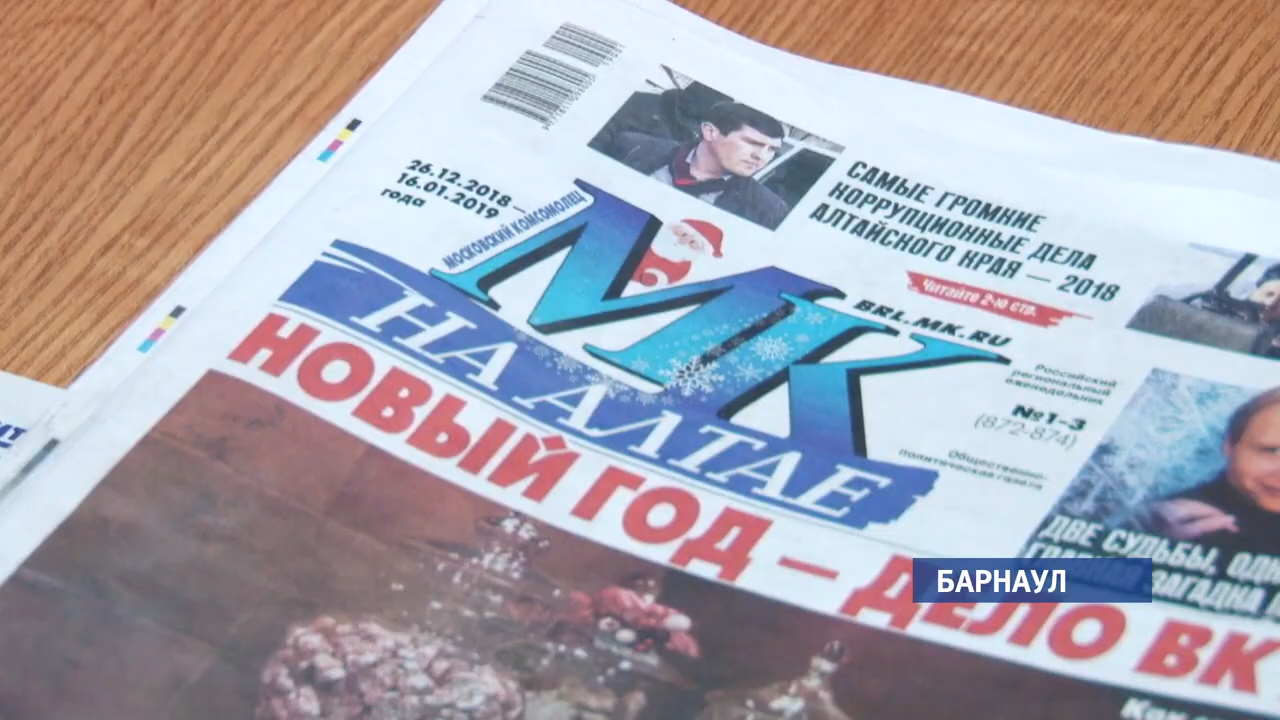 26.12.2018—
16.01.2019
года
САМЫЕ ГРОМКИЕ
КОРРУПЦИОННЫЕ ДЕЛА
АЛТАЙСКОГО КРАЯ — 2018
Читайте 2-ю стр.
МОСКОВСКИЙ КОМСОМОЛЕЦ
МК
НА АЛТАЕ
BRL.MK.RU
Российский
региональный
еженедельник
№1-3
(872-874)
Общественно-
политическая газета
НОВЫЙ ГОД — ДЕЛО ВК
ДВЕ СУДЬБЫ, ОДН
ЗАГАДКА
БАРНАУЛ